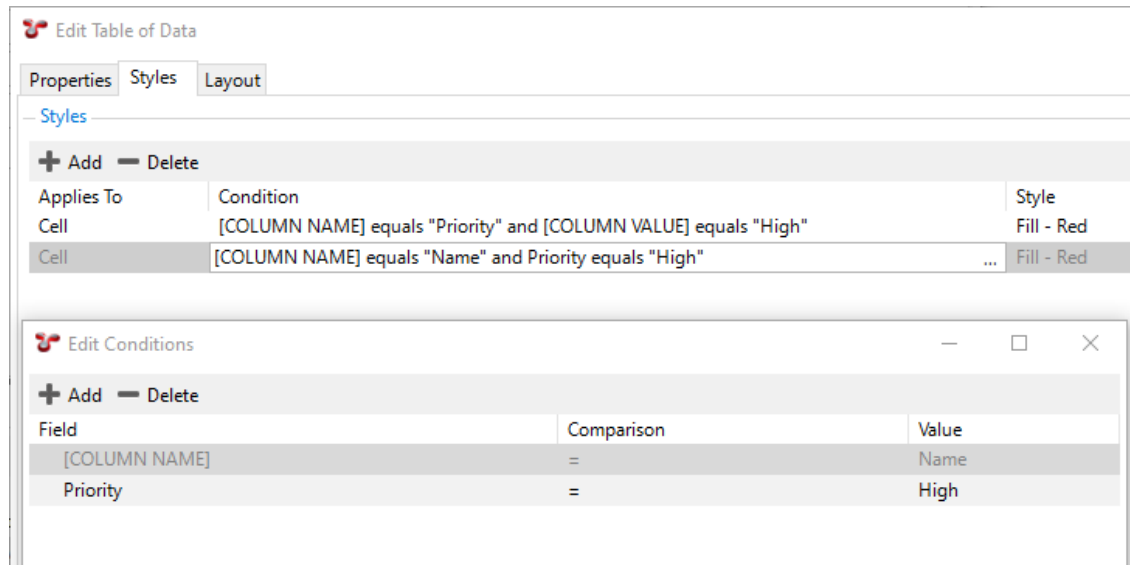 Edit Table of Data
Properties Styles Layout
Styles
Add Delete
Applies To Condition Style
Cell [COLUMN NAME] equals "Priority" and [COLUMN VALUE] equals "High" Fill - Red
Cell [COLUMN NAME] equals "Name" and Priority equals "High" ... Fill - Red
Edit Conditions
Add Delete
Field Comparison Value
[COLUMN NAME] = Name
Priority = High